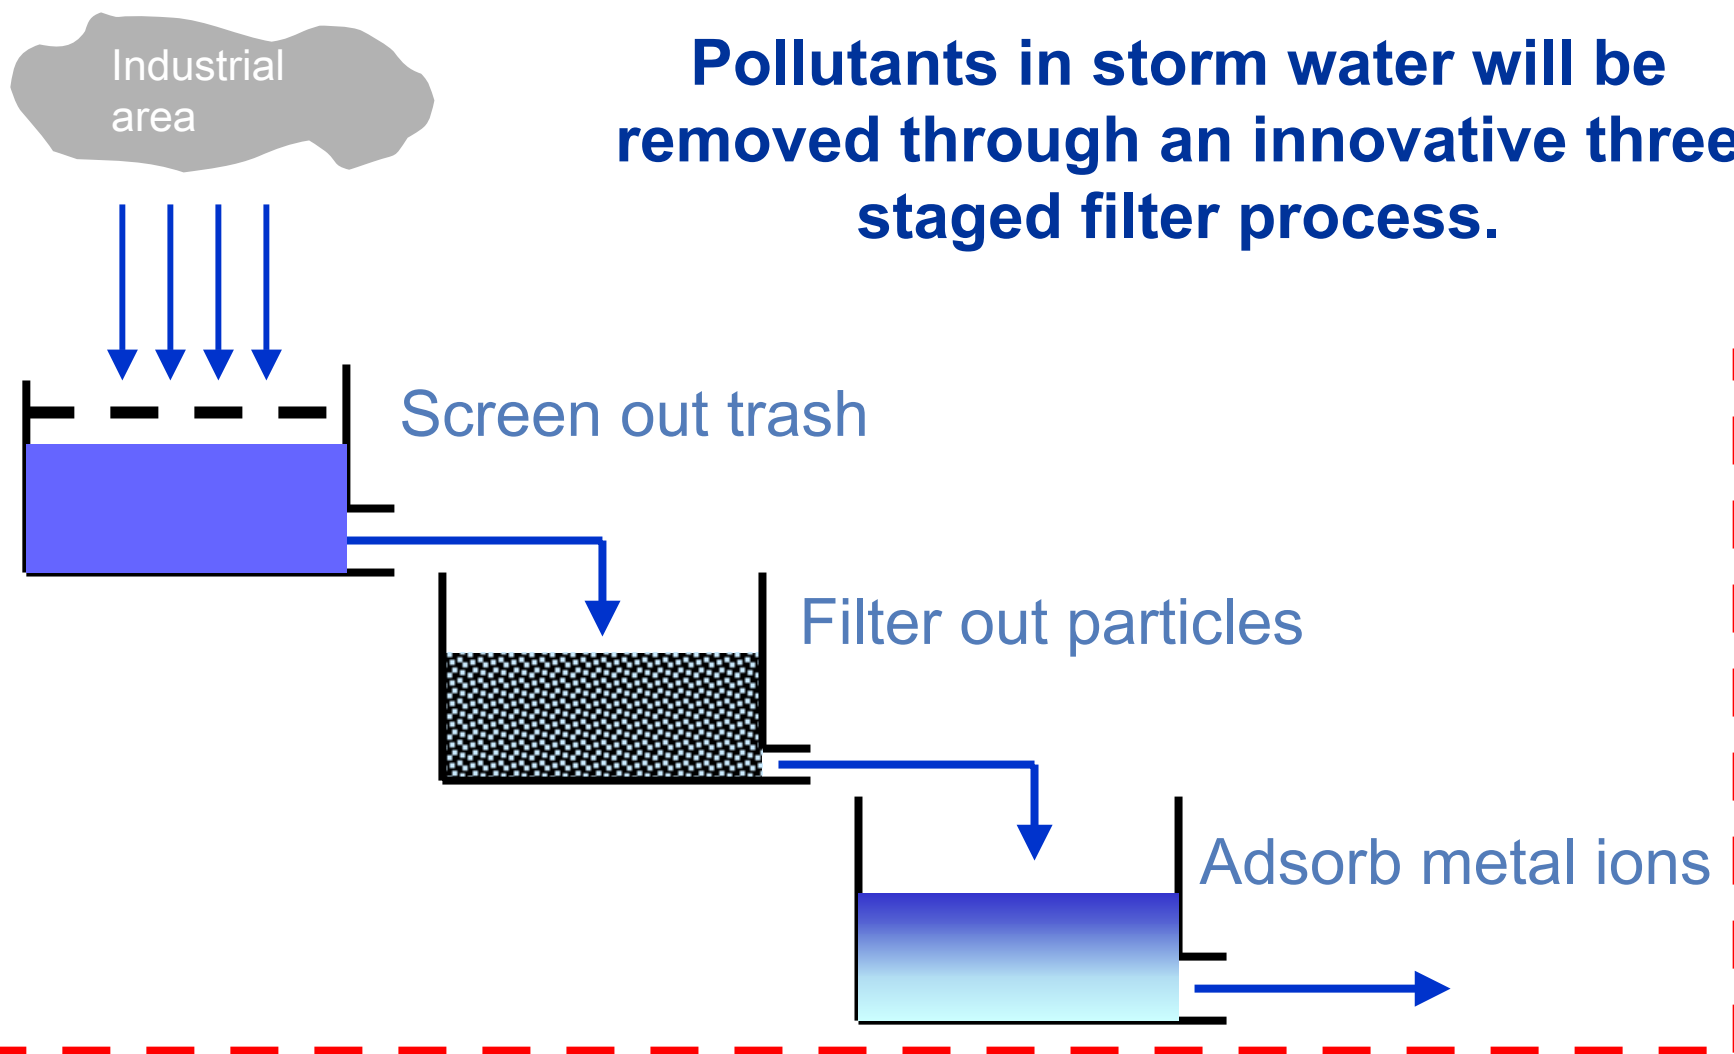 Industrial
area
Pollutants in storm water will be
removed through an innovative three
staged filter process.
Screen out trash
Filter out particles
Adsorb metal ions